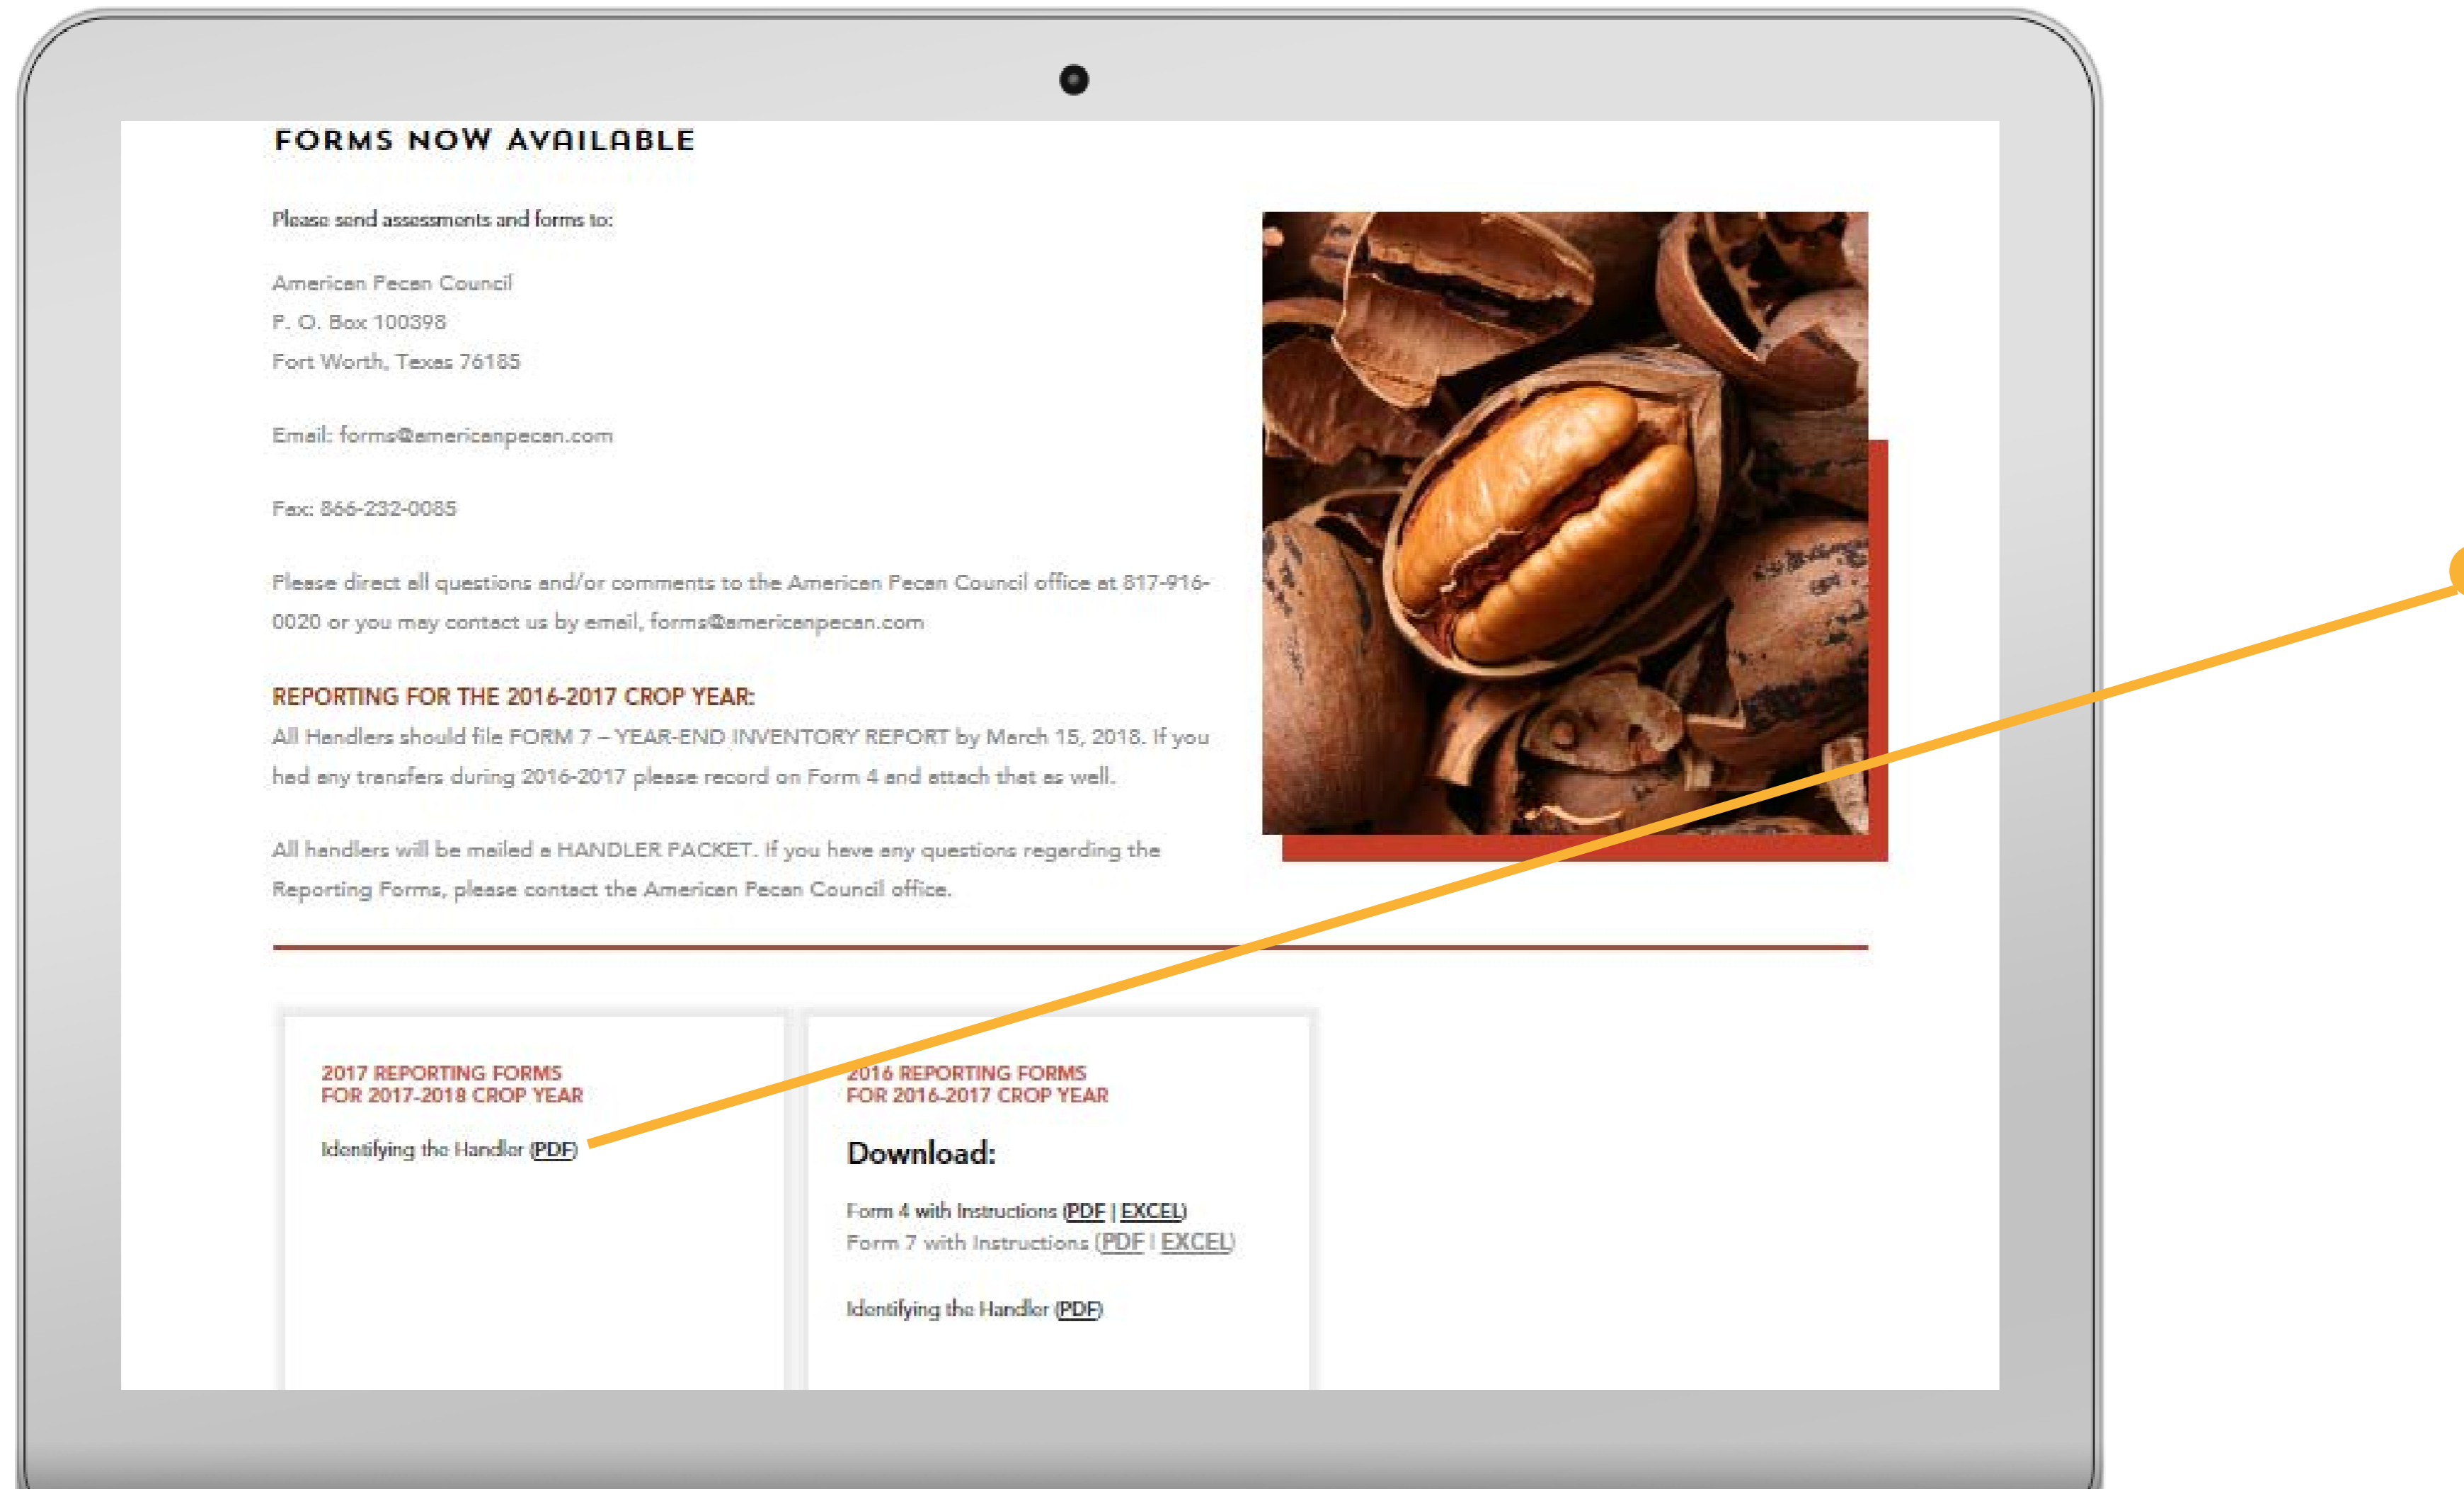 FORMS NOW AVAILABLE
Please send assessments and forms to:
American Pecan Council
P. O. Box 100398
Fort Worth, Texas 76185
Email: forms@americanpecan.com
Fax: 866-232-0085
Please direct all questions and/or comments to the American Pecan Council office at 817-916-
0020 or you may contact us by email, forms@americanpecan.com
REPORTING FOR THE 2016-2017 CROP YEAR:
All Handlers should file FORM 7 – YEAR-END INVENTORY REPORT by March 15, 2018. If you
had any transfers during 2016-2017 please record on Form 4 and attach that as well.
All handlers will be mailed a HANDLER PACKET. If you have any questions regarding the
Reporting Forms, please contact the American Pecan Council office.
2017 REPORTING FORMS
FOR 2017-2018 CROP YEAR
Identifying the Handler (PDF)
2016 REPORTING FORMS
FOR 2016-2017 CROP YEAR
Download:
Form 4 with Instructions (PDF | EXCEL)
Form 7 with Instructions (PDF | EXCEL)
Identifying the Handler (PDF)